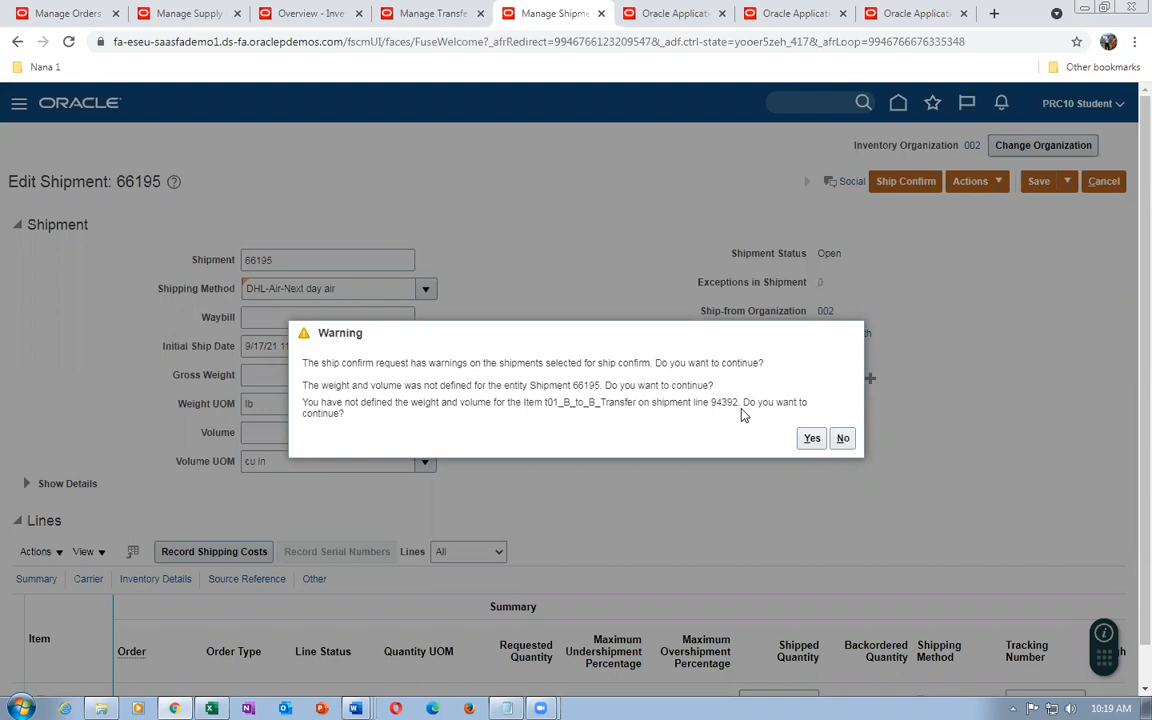 Manage Orders
Manage Supply
Overview - Inve
Manage Transfe
Manage Shipme
Oracle Applicati
Oracle Applicati
Oracle Applicati
fa-eseu-saasfademo1.ds-fa.oraclepdemos.com/fscmUI/faces/FuseWelcome?_afrRedirect=9946766123209547&_adf.ctrl-state=yooer5zeh_417&_afrLoop=9946766676335348
Nana 1
Other bookmarks
ORACLE
PRC10 Student
Inventory Organization 002
Change Organization
Edit Shipment: 66195
Social
Ship Confirm
Actions
Save
Cancel
Shipment
Shipment 66195
Shipment Status Open
Shipping Method DHL-Air-Next day air
Exceptions in Shipment 0
Waybill
Ship-from Organization 002
Initial Ship Date 9/17/21 11
Gross Weight
Weight UOM lb
Volume
Volume UOM cu in
Warning
The ship confirm request has warnings on the shipments selected for ship confirm. Do you want to continue?
The weight and volume was not defined for the entity Shipment 66195. Do you want to continue?
You have not defined the weight and volume for the Item t01_B_to_B_Transfer on shipment line 94392. Do you want to
continue?
Yes
No
Show Details
Lines
Actions
View
Record Shipping Costs
Record Serial Numbers
Lines
All
Summary
Carrier
Inventory Details
Source Reference
Other
Summary
Item
Order
Order Type
Line Status
Quantity UOM
Requested
Quantity
Maximum
Undershipment
Percentage
Maximum
Overshipment
Percentage
Shipped
Quantity
Backordered
Quantity
Shipping
Method
Tracking
Number
10:19 AM